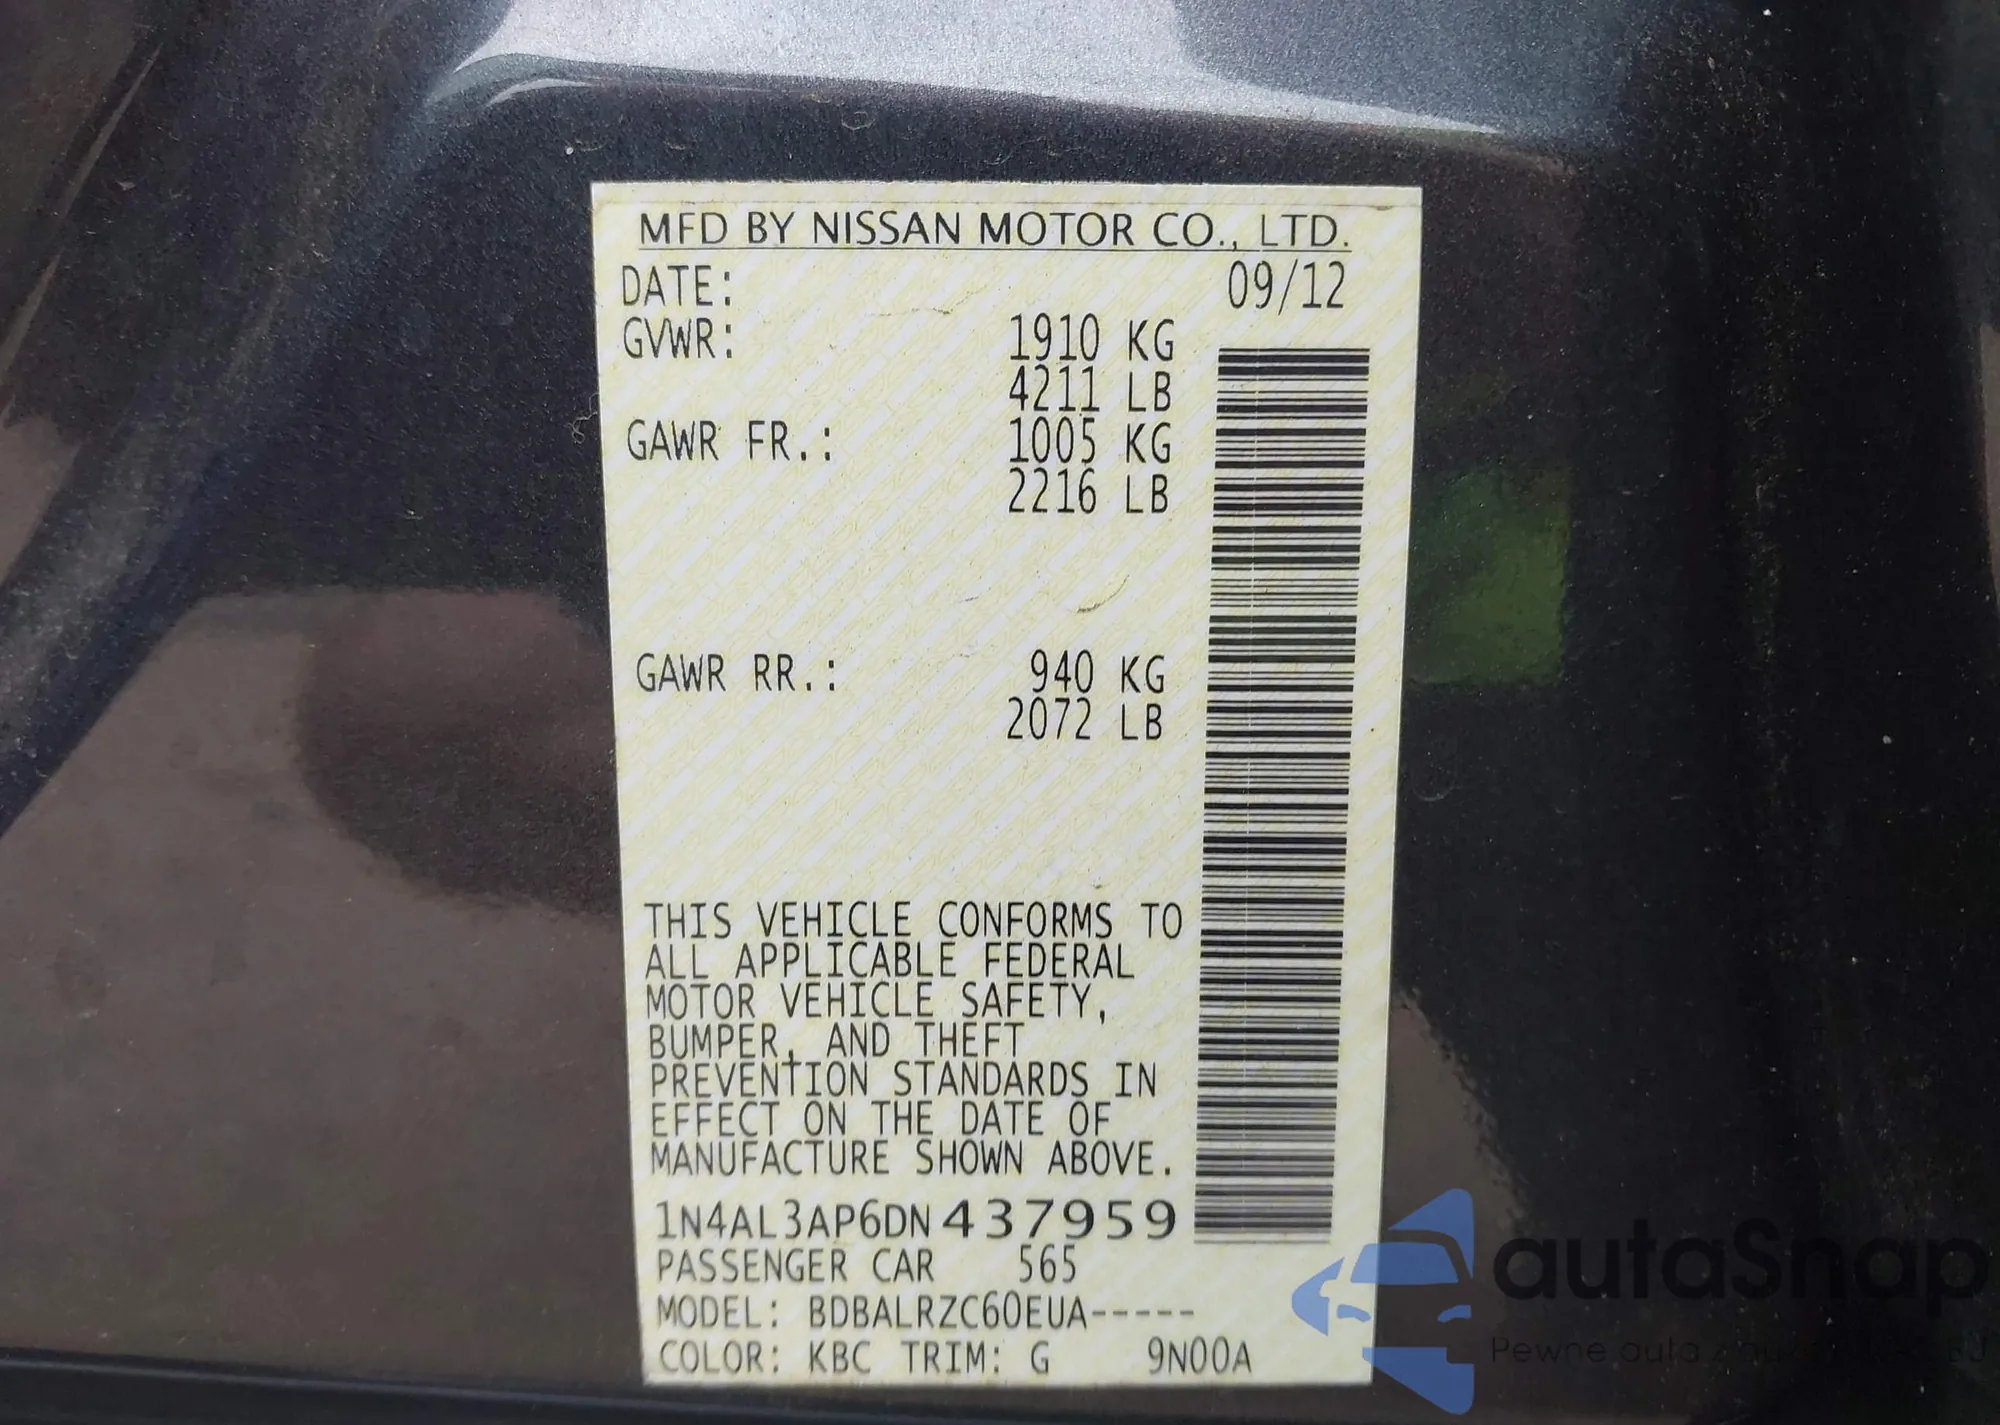 MFD BY NISSAN MOTOR CO., LTD.
DATE: 09/12
GVWR: 1910 KG
4211 LB
GAWR FR.: 1005 KG
2216 LB
GAWR RR.: 940 KG
2072 LB
THIS VEHICLE CONFORMS TO
ALL APPLICABLE FEDERAL
MOTOR VEHICLE SAFETY,
BUMPER, AND THEFT
PREVENTION STANDARDS IN
EFFECT ON THE DATE OF
MANUFACTURE SHOWN ABOVE.
1N4AL3AP6DN437959
PASSENGER CAR 565
MODEL: BDBALRZC60EUA-----
COLOR: KBC TRIM: G 9N00A
autaSnap
Pewne auta z